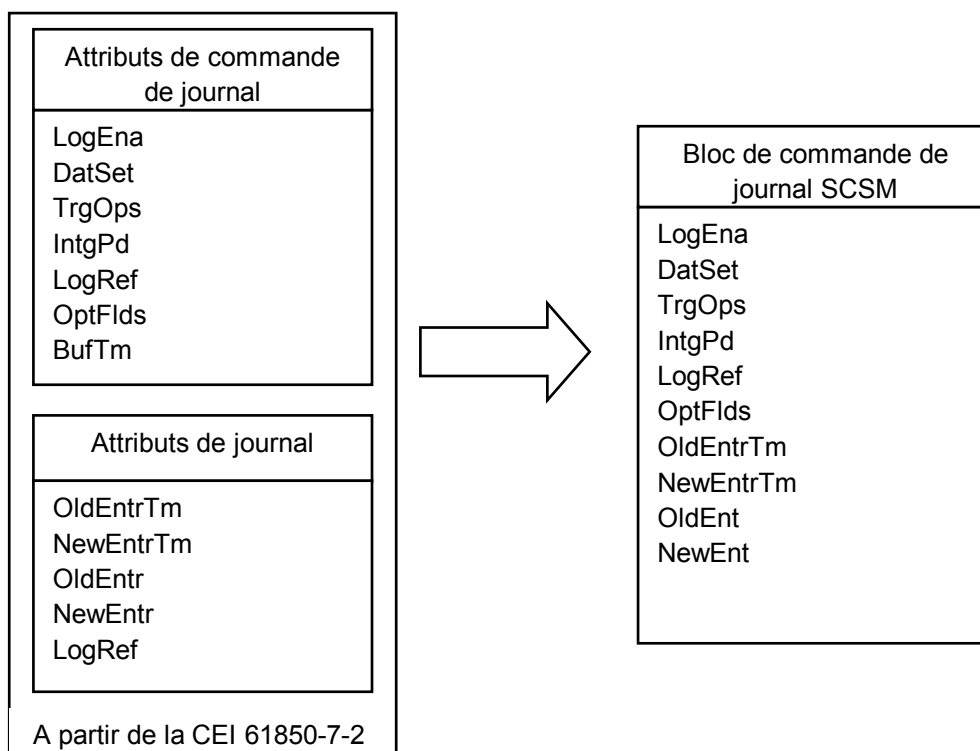 Attributs de commande
de journal
LogEna
DatSet
TrgOps
IntgPd
LogRef
OptFlds
BufTm
Attributs de journal
OldEntrTm
NewEntrTm
OldEntr
NewEntr
LogRef
A partir de la CEI 61850-7-2
Bloc de commande de
journal SCSM
LogEna
DatSet
TrgOps
IntgPd
LogRef
OptFlds
OldEntrTm
NewEntrTm
OldEnt
NewEnt